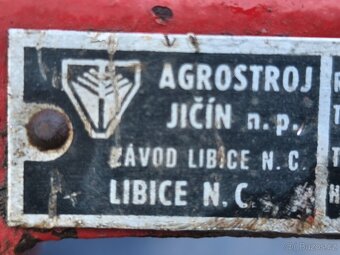 AGROSTROJ
JIČÍN n.p.,
ZÁVOD LIBICE N. C.
LIBICE N. C